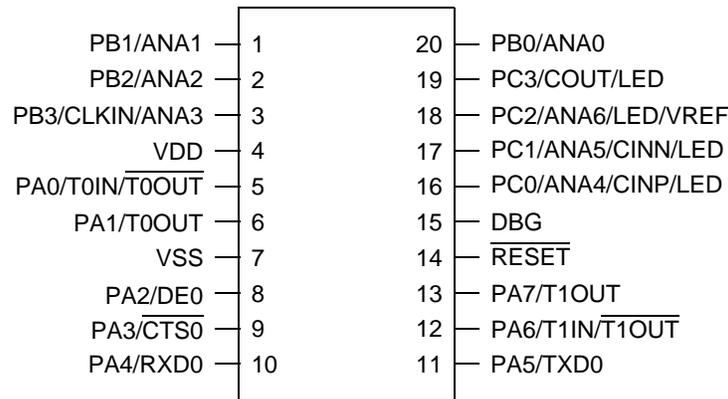 PB1/ANA1 1 20 PB0/ANA0
PB2/ANA2 2 19 PC3/COUT/LED
PB3/CLKIN/ANA3 3 18 PC2/ANA6/LED/VREF
VDD 4 17 PC1/ANA5/CINN/LED
PA0/T0IN/T0OUT 5 16 PC0/ANA4/CINP/LED
PA1/T0OUT 6 15 DBG
VSS 7 14 RESET
PA2/DE0 8 13 PA7/T1OUT
PA3/CTS0 9 12 PA6/T1IN/T1OUT
PA4/RXD0 10 11 PA5/TXD0